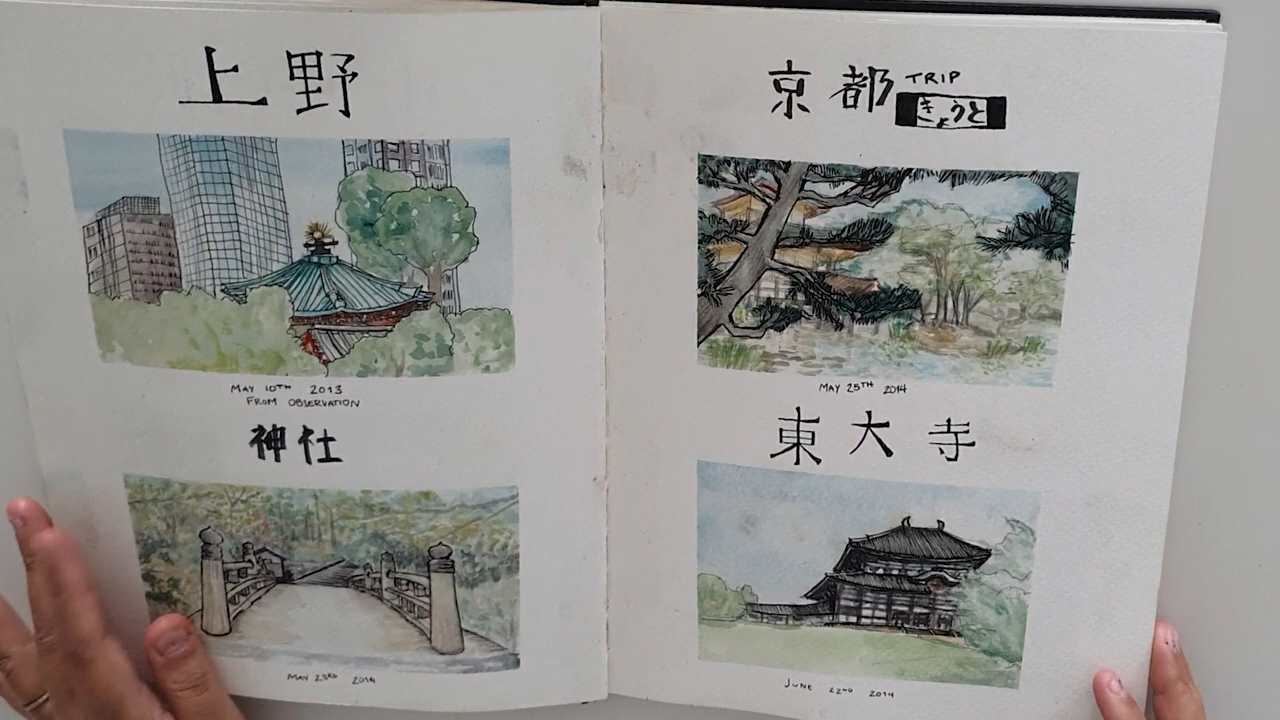 上野
MAY 10TH 2013
FROM OBSERVATION
神仕
MAY 23RD 2014
京都 TRIP
きょうと
MAY 25TH 2014
東大寺
JUNE 22ND 2014